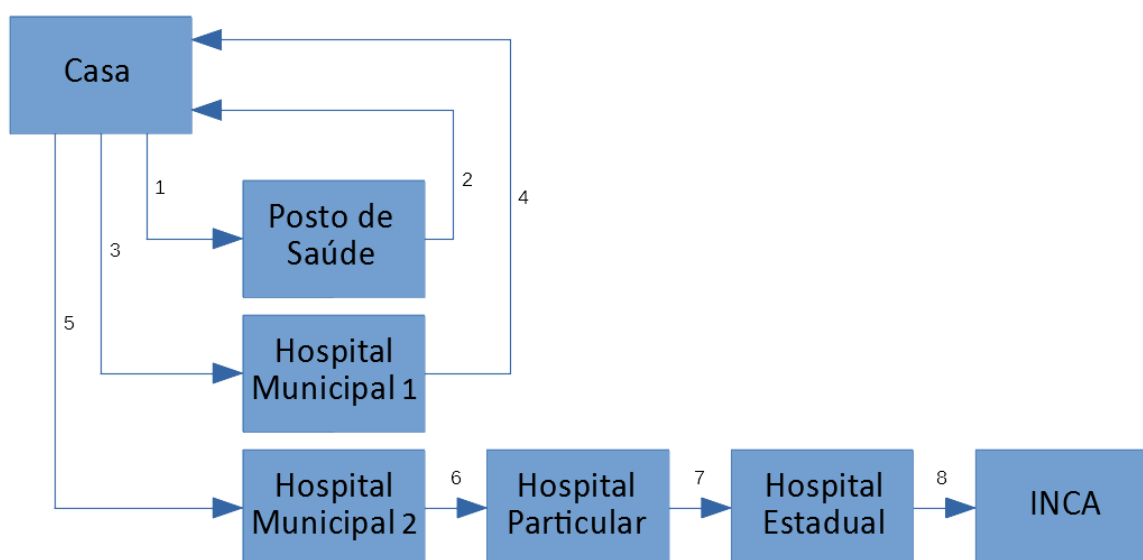 Casa
1
2
4
Posto de
Saúde
3
5
Hospital
Municipal 1
Hospital
Municipal 2
6
Hospital
Particular
7
Hospital
Estadual
8
INCA